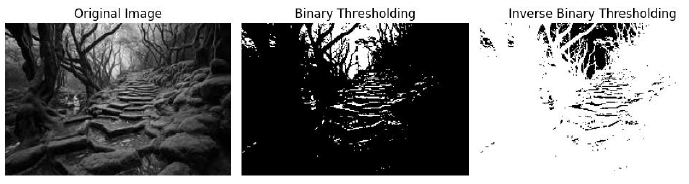 Original Image
Binary Thresholding
Inverse Binary Thresholding